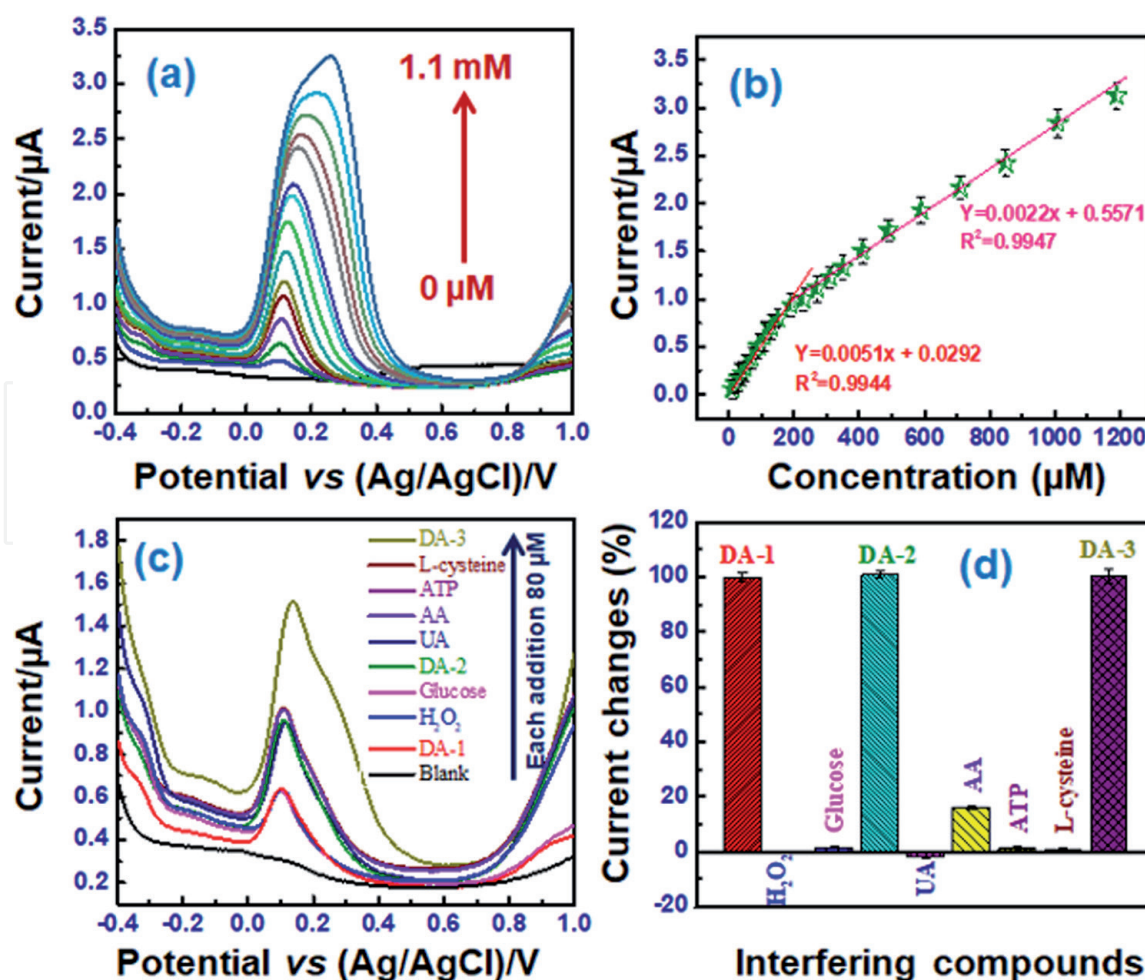 (a)
1.1 mM
0 µM
Current/µA
3.5
3.0
2.5
2.0
1.5
1.0
0.5
0.0
-0.4 -0.2 0.0 0.2 0.4 0.6 0.8 1.0
Potential vs (Ag/AgCl)/V
(b)
Current/µA
3.5
3.0
2.5
2.0
1.5
1.0
0.5
0.0
Y=0.0022x + 0.5571
R²=0.9947
Y=0.0051x + 0.0292
R²=0.9944
0 200 400 600 800 1000 1200
Concentration (µM)
(c)
Current/µA
1.8
1.6
1.4
1.2
1.0
0.8
0.6
0.4
0.2
DA-3
L-cysteine
ATP
AA
UA
DA-2
Glucose
H₂O₂
DA-1
Blank
Each addition 80 µM
-0.4 -0.2 0.0 0.2 0.4 0.6 0.8 1.0
Potential vs (Ag/AgCl)/V
(d)
Current changes (%)
120
100
80
60
40
20
0
-20
DA-1
H₂O₂
Glucose
DA-2
UA
AA
ATP
L-cysteine
DA-3
Interfering compounds